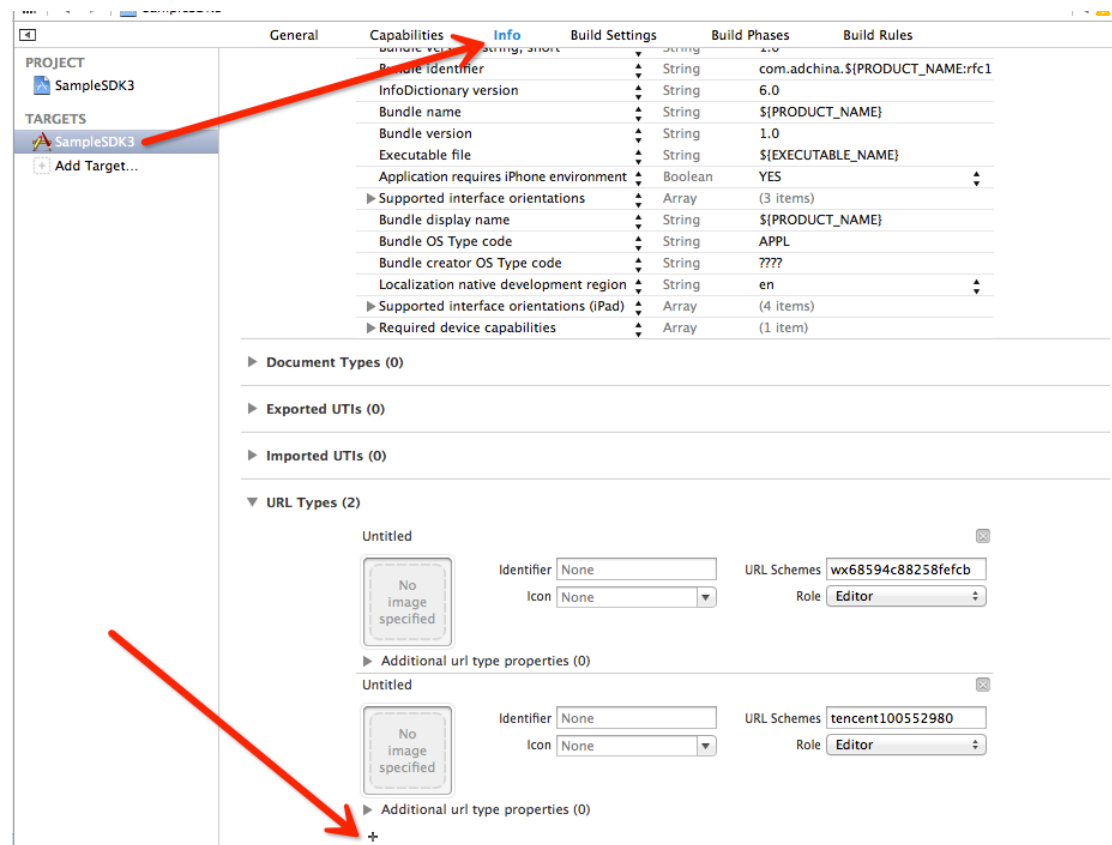 General Capabilities Info Build Settings Build Phases Build Rules
PROJECT
SampleSDK3
TARGETS
SampleSDK3
Add Target...
Bundle identifier String com.adchina.${PRODUCT_NAME:rfc1
InfoDictionary version String 6.0
Bundle name String ${PRODUCT_NAME}
Bundle version String 1.0
Executable file String ${EXECUTABLE_NAME}
Application requires iPhone environment Boolean YES
Supported interface orientations Array (3 items)
Bundle display name String ${PRODUCT_NAME}
Bundle OS Type code String APPL
Bundle creator OS Type code String ????
Localization native development region String en
Supported interface orientations (iPad) Array (4 items)
Required device capabilities Array (1 item)
Document Types (0)
Exported UTIs (0)
Imported UTIs (0)
URL Types (2)
Untitled
No
image
specified
Identifier None URL Schemes wx68594c88258fefcb
Icon None Role Editor
Additional url type properties (0)
Untitled
No
image
specified
Identifier None URL Schemes tencent100552980
Icon None Role Editor
Additional url type properties (0)